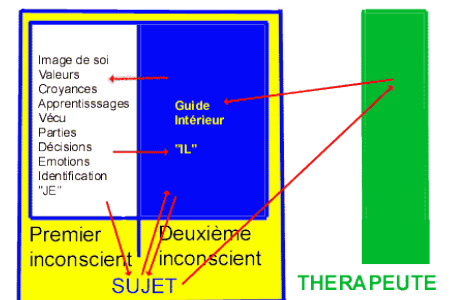 Image de soi
Valeurs
Croyances
Apprentisssages
Vécu
Parties
Décisions
Emotions
Identification
"JE"
Guide
Intérieur
"IL"
Premier
inconscient
Deuxième
inconscient
SUJET
THERAPEUTE